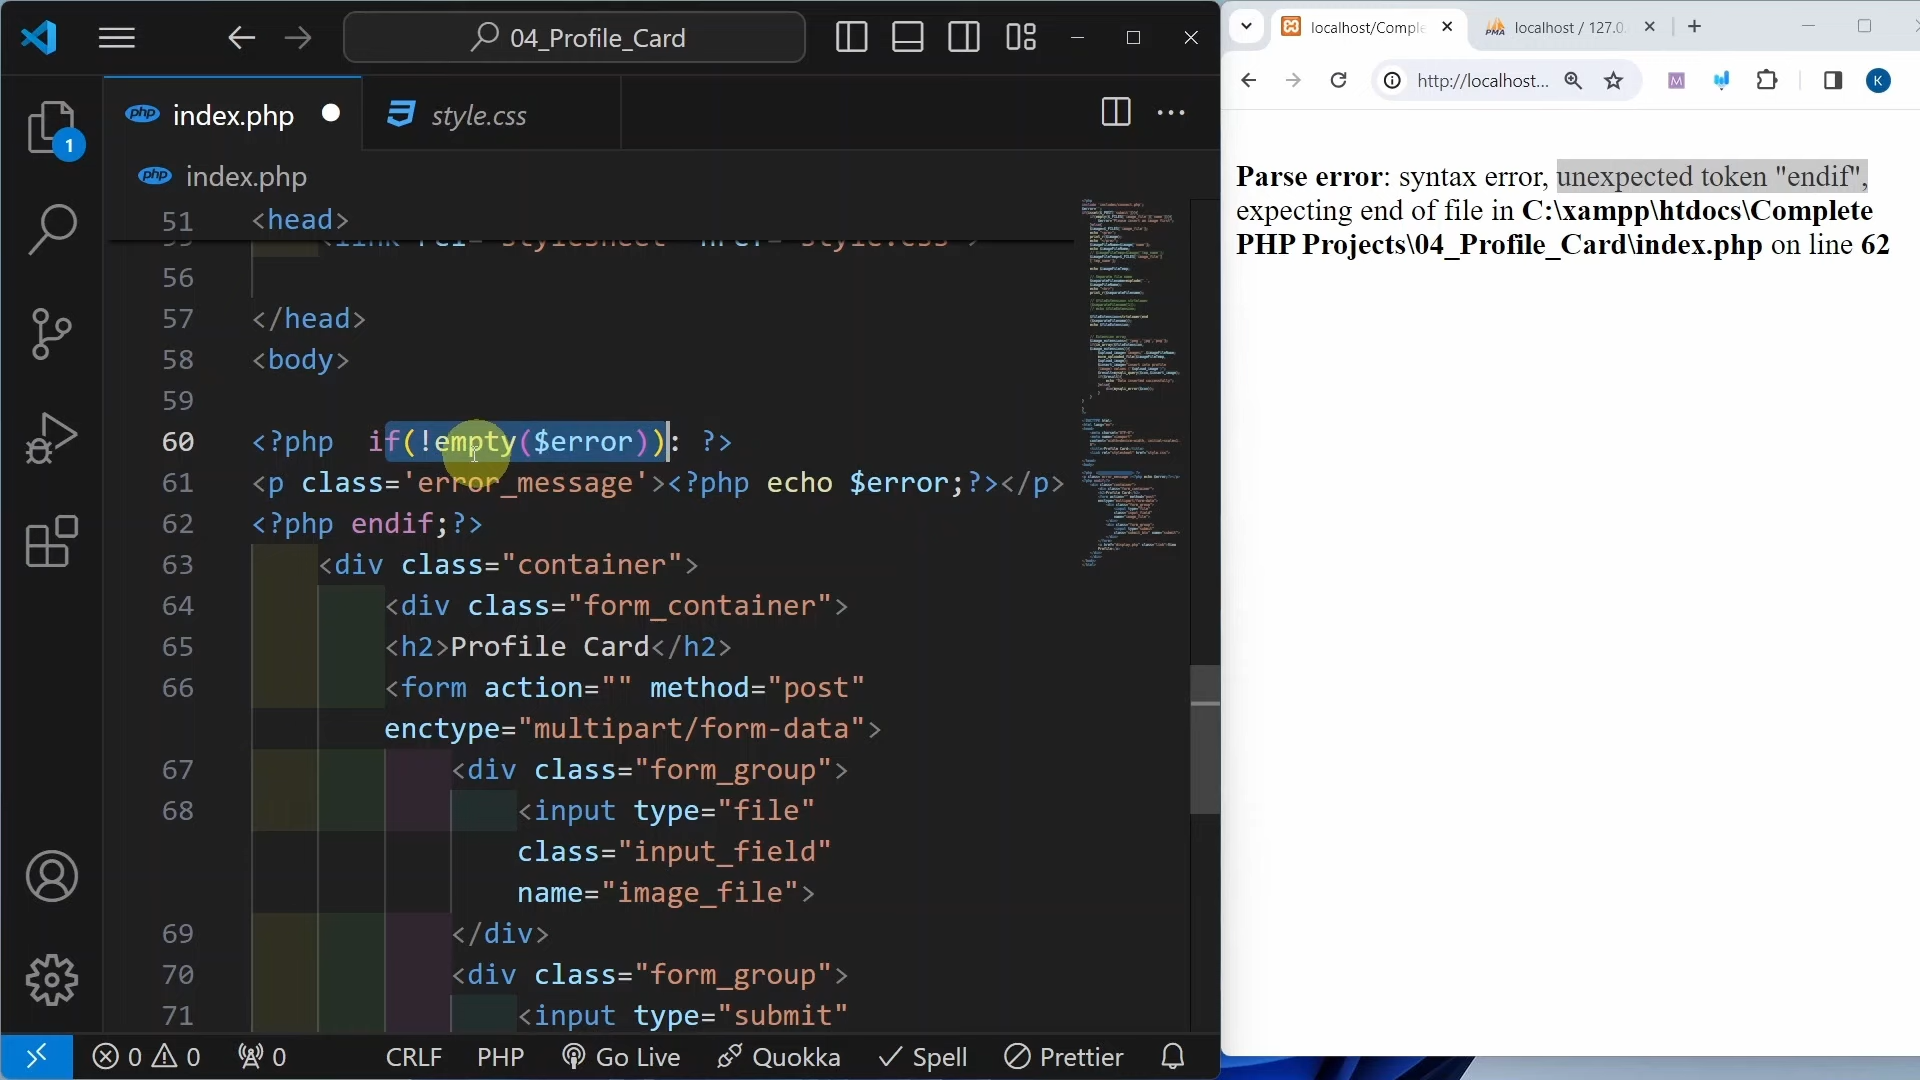 04_Profile_Card
index.php
style.css
index.php
51 <head>
56
57 </head>
58 <body>
59
60 <?php  if(!empty($error)): ?>
61 <p class='error_message'><?php echo $error;?></p>
62 <?php endif;?>
63 <div class="container">
64 <div class="form_container">
65 <h2>Profile Card</h2>
66 <form action="" method="post"
enctype="multipart/form-data">
67 <div class="form_group">
68 <input type="file"
class="input_field"
name="image_file">
69 </div>
70 <div class="form_group">
71 <input type="submit"
1
0 0 0 CRLF PHP Go Live Quokka Spell Prettier
localhost/Comple
PMA localhost / 127.0.
http://localhost... M K
Parse error: syntax error, unexpected token "endif",
expecting end of file in C:\xampp\htdocs\Complete
PHP Projects\04_Profile_Card\index.php on line 62